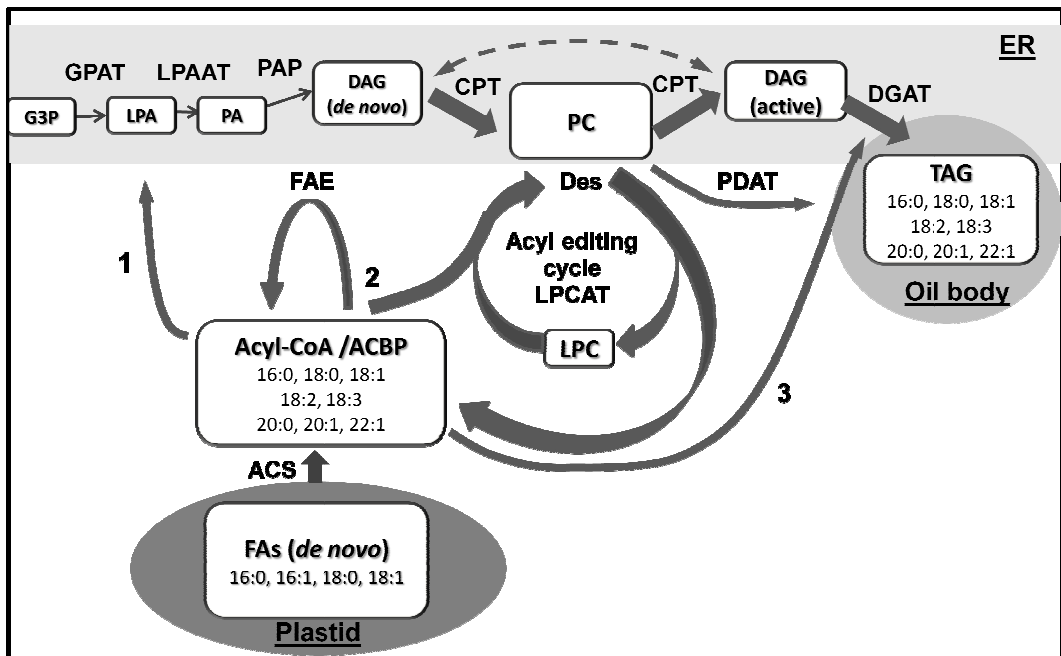 ER
GPAT
LPAAT
PAP
G3P
LPA
PA
DAG
(de novo)
CPT
PC
CPT
DAG
(active)
DGAT
TAG
16:0, 18:0, 18:1
18:2, 18:3
20:0, 20:1, 22:1
Oil body
FAE
Des
PDAT
1
2
Acyl editing
cycle
LPCAT
LPC
3
Acyl-CoA /ACBP
16:0, 18:0, 18:1
18:2, 18:3
20:0, 20:1, 22:1
ACS
FAs (de novo)
16:0, 16:1, 18:0, 18:1
Plastid